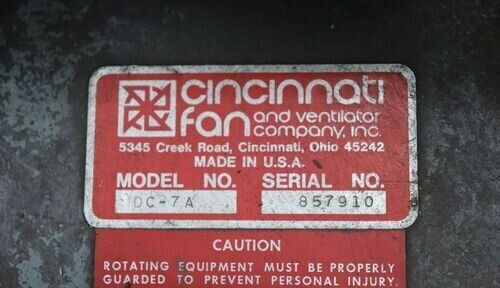 cincinnati
fan and ventilator
company, inc.
5345 Creek Road, Cincinnati, Ohio 45242
MADE IN U.S.A.
MODEL NO. SERIAL NO.
DC-7A 857910
CAUTION
ROTATING EQUIPMENT MUST BE PROPERLY
GUARDED TO PREVENT PERSONAL INJURY.